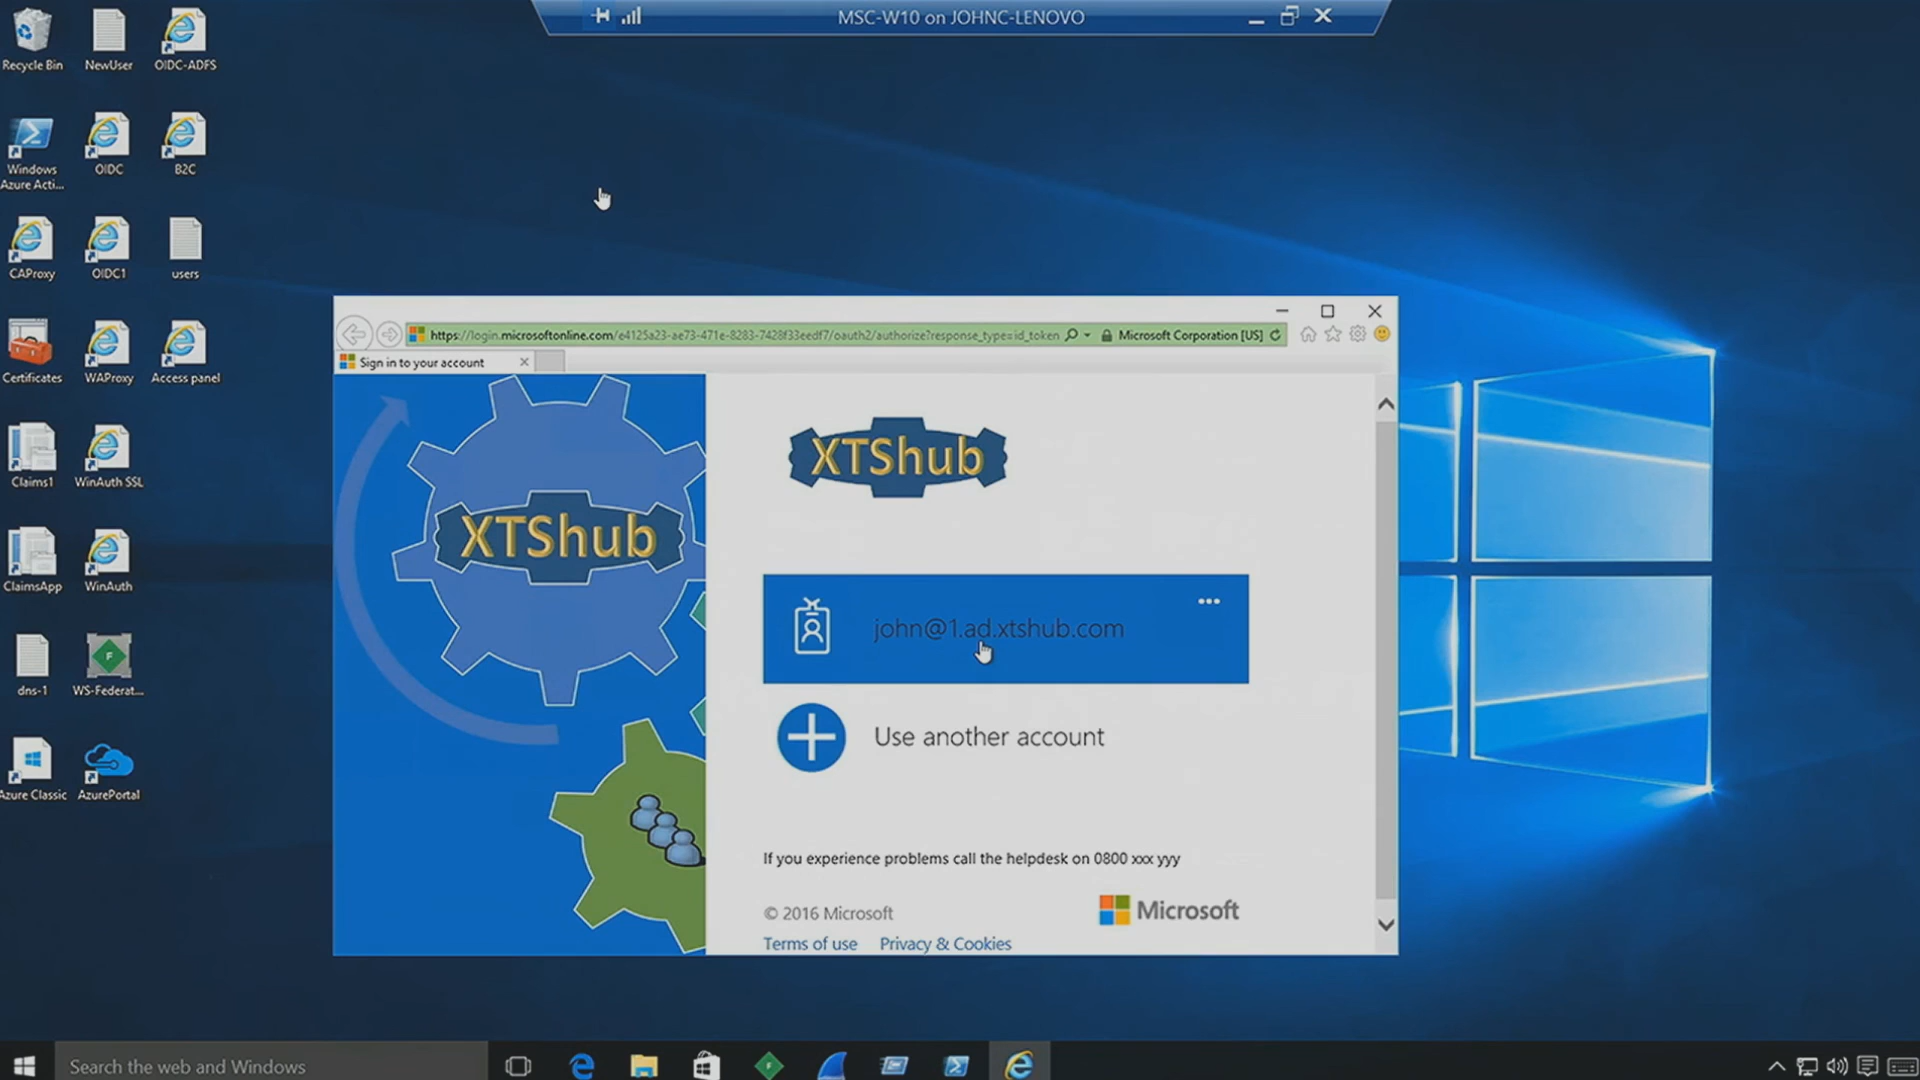 MSC-W10 on JOHNC-LENOVO
Recycle Bin
NewUser
OIDC-ADFS
Windows
Azure Acti...
OIDC
B2C
CAProxy
OIDC1
users
Certificates
WAProxy
Access panel
Claims1
WinAuth SSL
ClaimsApp
WinAuth
dns-1
WS-Federat...
Azure Classic
AzurePortal
https://login.microsoftonline.com/e4125a23-ae73-471e-8283-7428f33eedf7/oauth2/authorize?response_type=id_token
Microsoft Corporation [US]
Sign in to your account
XTShub
XTShub
john@1.ad.xtshub.com
Use another account
If you experience problems call the helpdesk on 0800 xxx yyy
© 2016 Microsoft
Microsoft
Terms of use Privacy & Cookies
Search the web and Windows